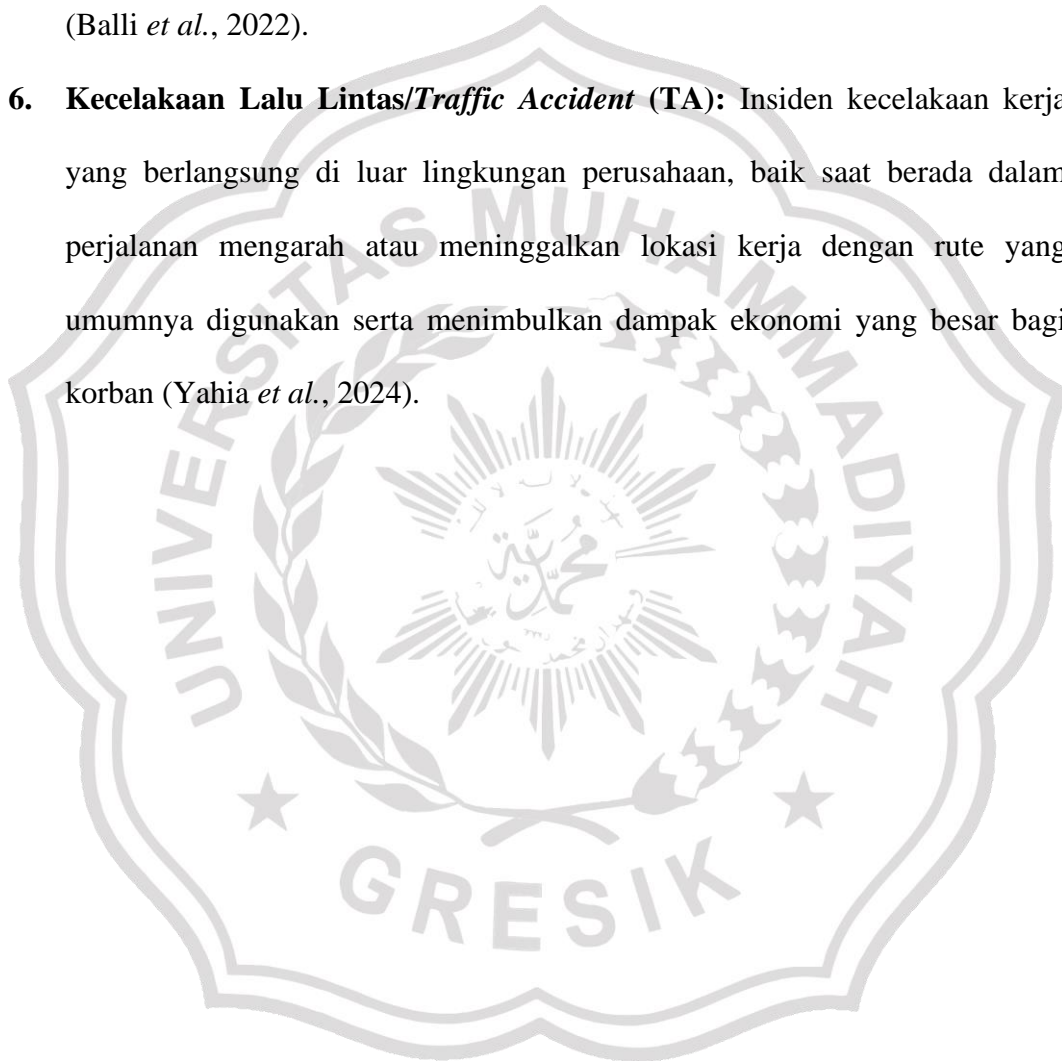 (Balli et al., 2022).
6. Kecelakaan Lalu Lintas/Traffic Accident (TA): Insiden kecelakaan kerja
yang berlangsung di luar lingkungan perusahaan, baik saat berada dalam
perjalanan mengarah atau meninggalkan lokasi kerja dengan rute yang
umumnya digunakan serta menimbulkan dampak ekonomi yang besar bagi
korban (Yahia et al., 2024).
UNIVERSITAS MUHAMMADIYAH
محمد
GRESIK